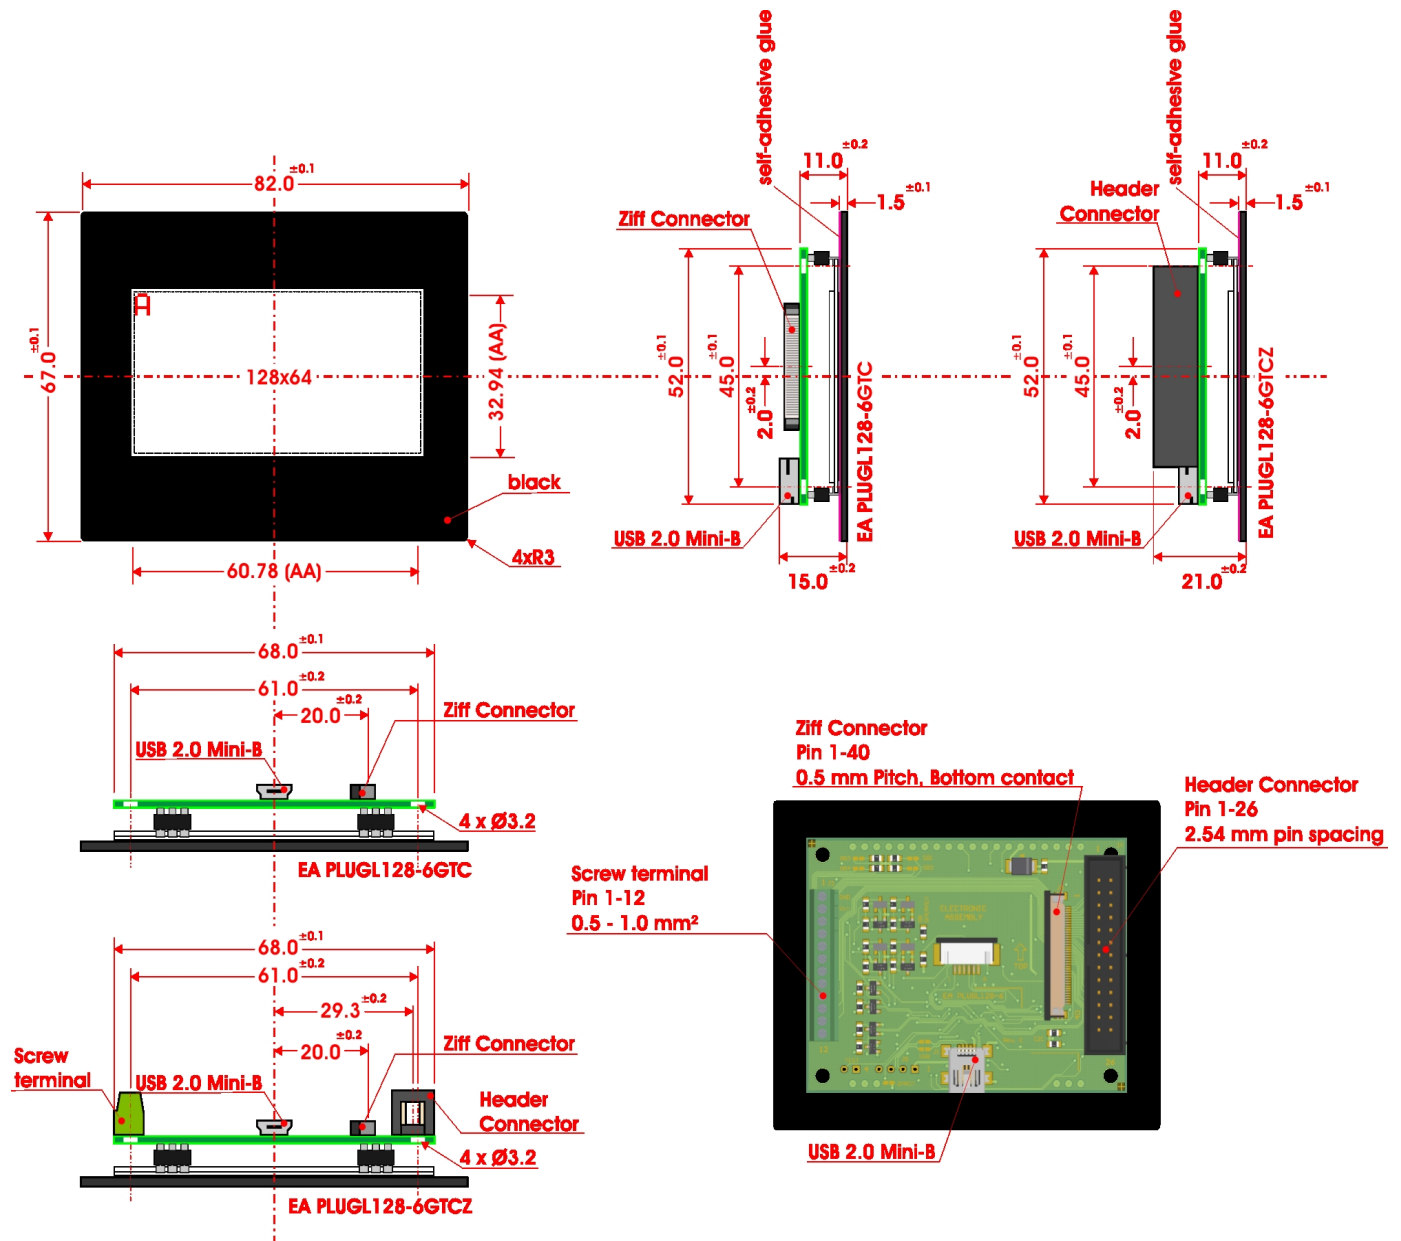 82.0 ±0.1
67.0 ±0.1
A
128x64
32.94 (AA)
black
4xR3
60.78 (AA)
self-adhesive glue
11.0 ±0.2
1.5 ±0.1
Ziff Connector
52.0 ±0.1
45.0 ±0.1
2.0 ±0.2
EA PLUGL128-6GTC
USB 2.0 Mini-B
15.0 ±0.2
self-adhesive glue
11.0 ±0.2
1.5 ±0.1
Header
Connector
52.0 ±0.1
45.0 ±0.1
2.0 ±0.2
EA PLUGL128-6GTCZ
USB 2.0 Mini-B
21.0 ±0.2
68.0 ±0.1
61.0 ±0.2
20.0 ±0.2
Ziff Connector
USB 2.0 Mini-B
4 x Ø3.2
EA PLUGL128-6GTC
68.0 ±0.1
61.0 ±0.2
29.3 ±0.2
20.0 ±0.2
Ziff Connector
Screw
terminal
USB 2.0 Mini-B
Header
Connector
4 x Ø3.2
EA PLUGL128-6GTCZ
Ziff Connector
Pin 1-40
0.5 mm Pitch, Bottom contact
Header Connector
Pin 1-26
2.54 mm pin spacing
Screw terminal
Pin 1-12
0.5 - 1.0 mm²
ELECTRONIC
ASSEMBLY
USB 2.0 Mini-B